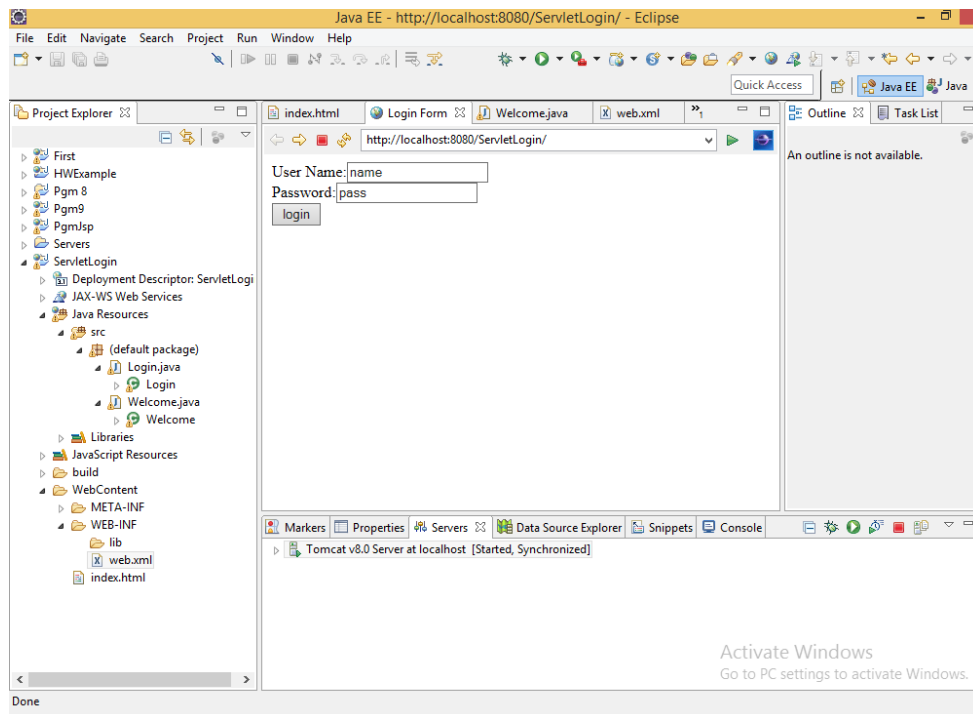 Java EE - http://localhost:8080/ServletLogin/ - Eclipse
File Edit Navigate Search Project Run Window Help
Quick Access
Java EE
Java
Project Explorer
First
HWExample
Pgm 8
Pgm9
PgmJsp
Servers
ServletLogin
Deployment Descriptor: ServletLogi
JAX-WS Web Services
Java Resources
src
(default package)
Login.java
Login
Welcome.java
Welcome
Libraries
JavaScript Resources
build
WebContent
META-INF
WEB-INF
lib
web.xml
index.html
index.html Login Form Welcome.java web.xml »1
http://localhost:8080/ServletLogin/
User Name: name
Password: pass
login
Outline Task List
An outline is not available.
Markers Properties Servers Data Source Explorer Snippets Console
Tomcat v8.0 Server at localhost [Started, Synchronized]
Activate Windows
Go to PC settings to activate Windows.
Done